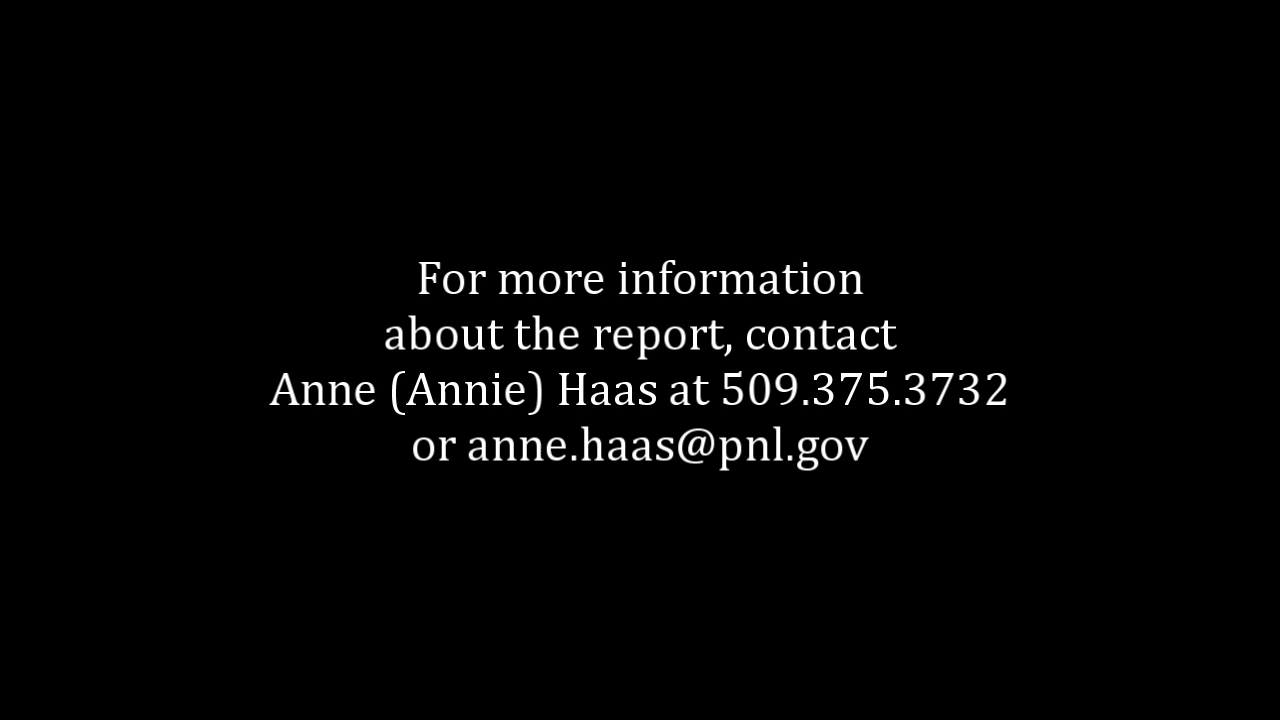 For more information
about the report, contact
Anne (Annie) Haas at 509.375.3732
or anne.haas@pnl.gov